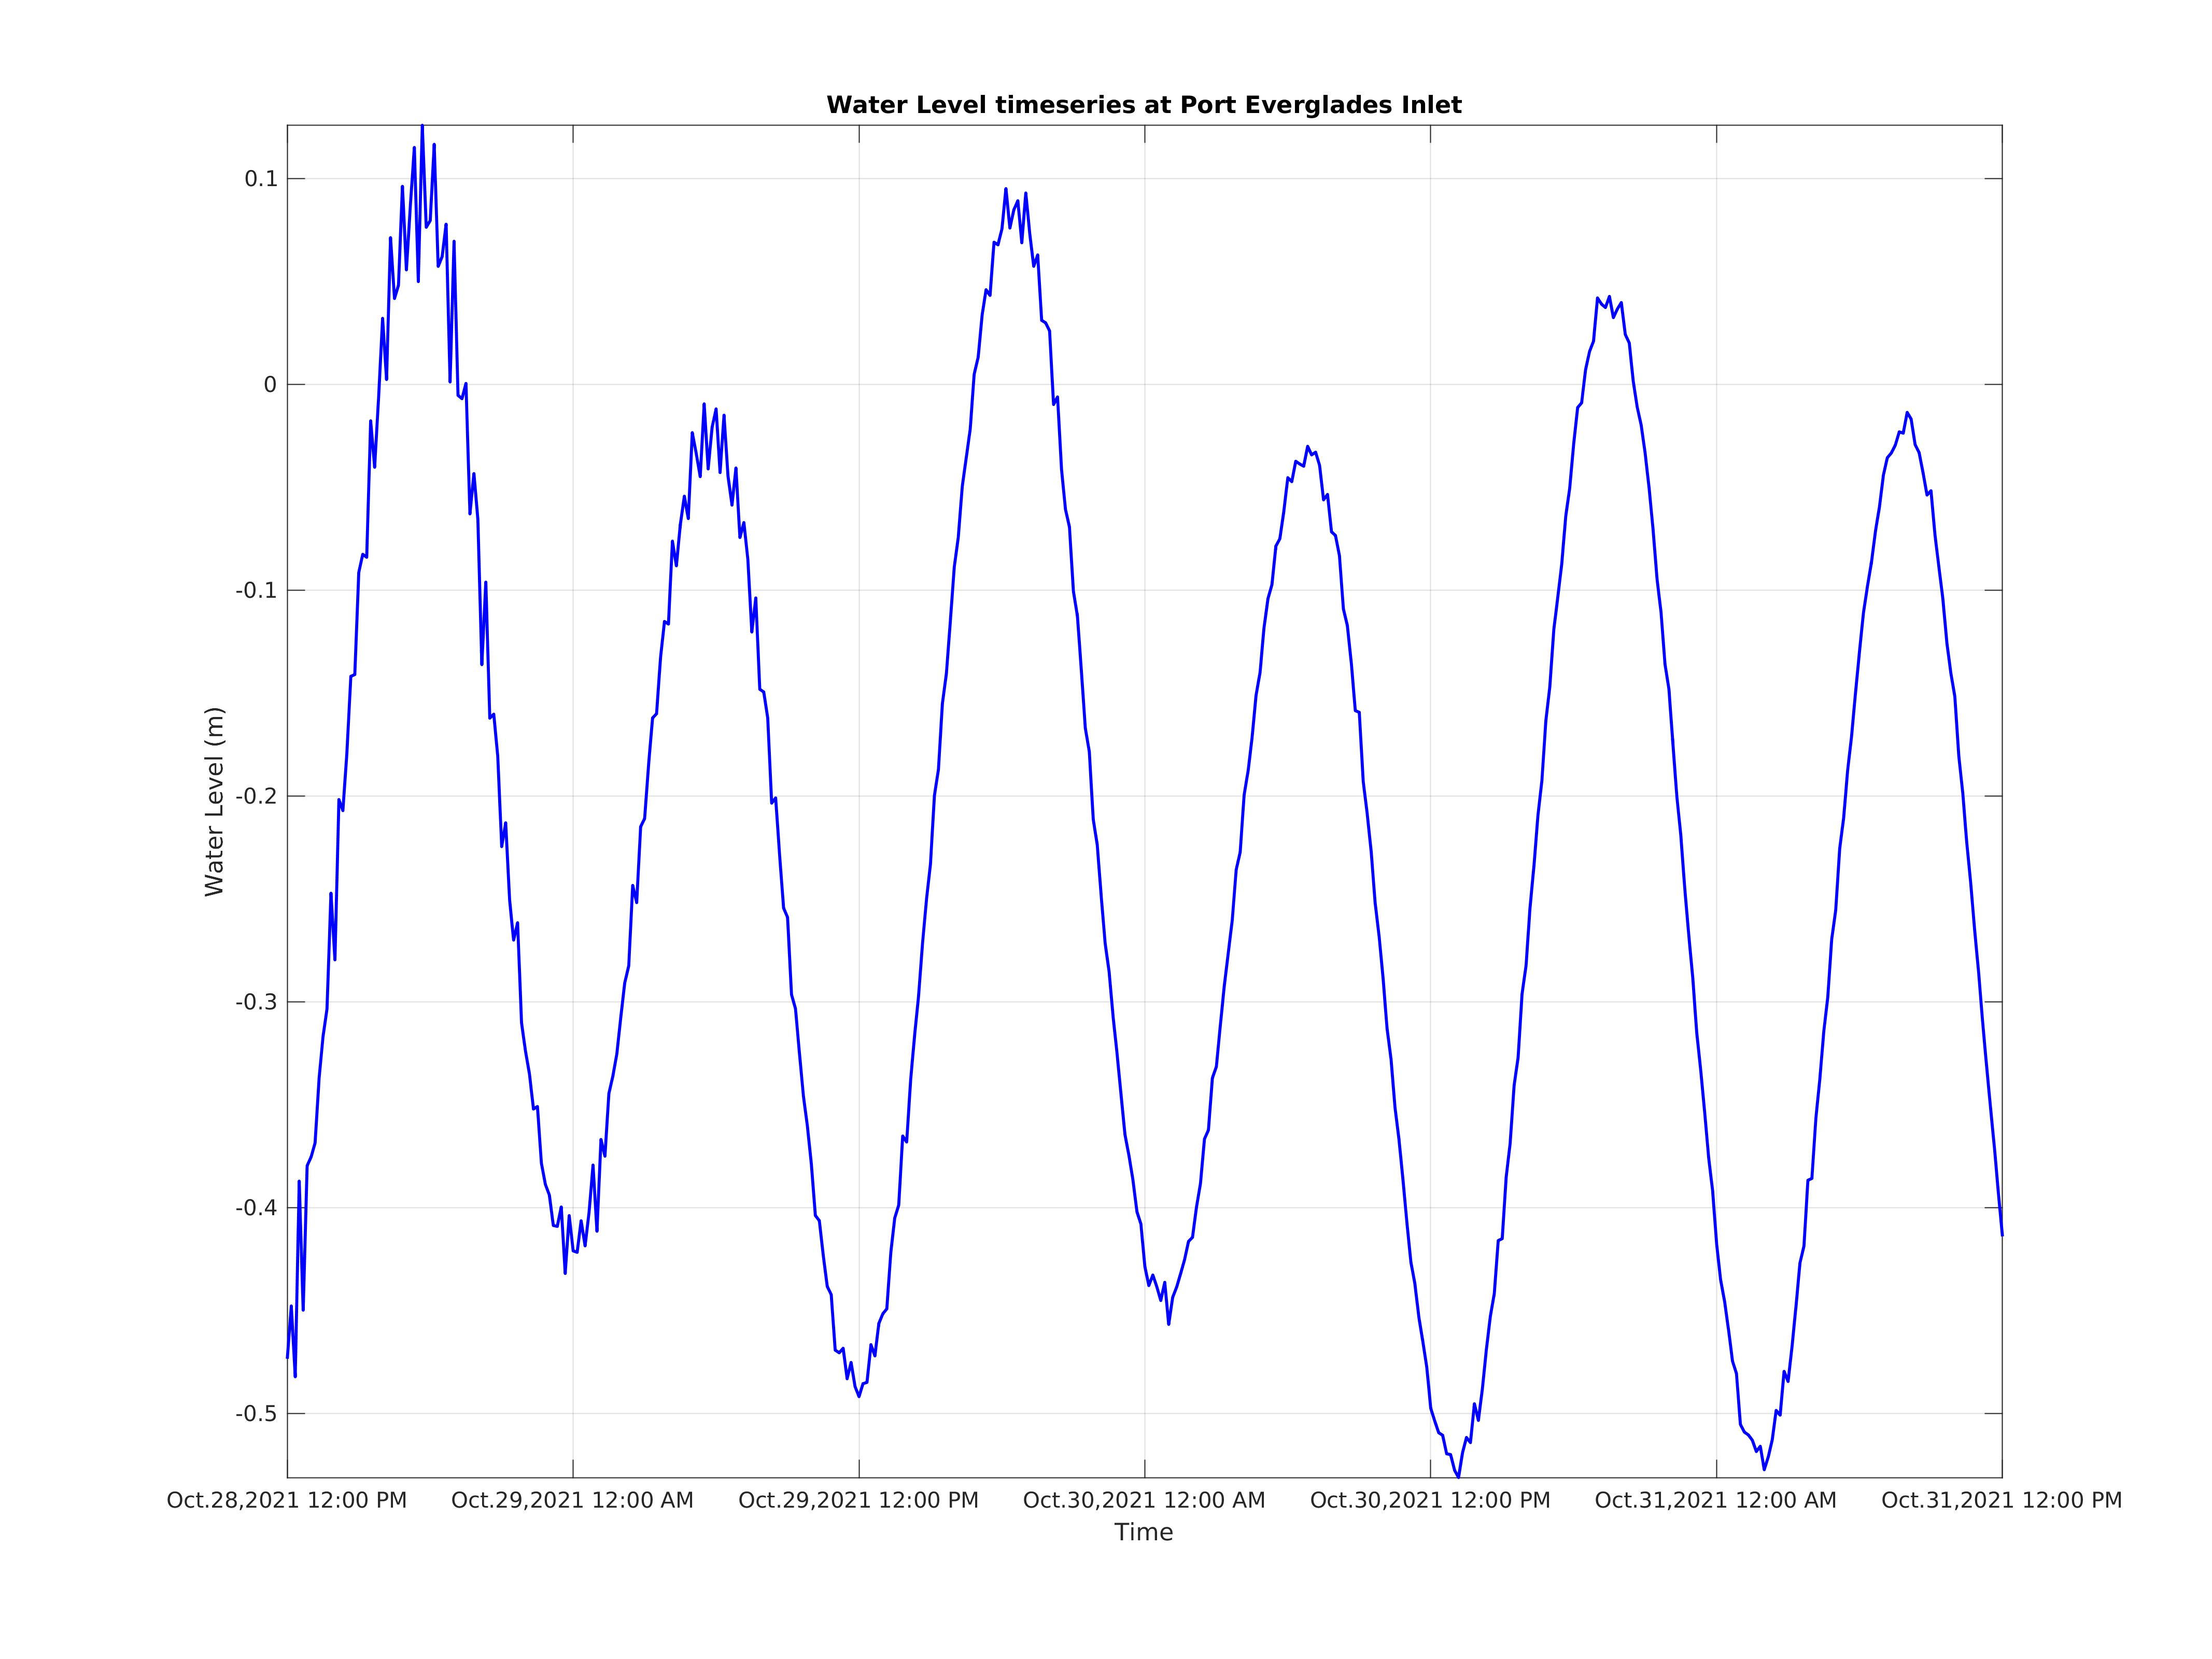 Water Level timeseries at Port Everglades Inlet
0.1
0
-0.1
-0.2
-0.3
-0.4
-0.5
Water Level (m)
Oct.28,2021 12:00 PM
Oct.29,2021 12:00 AM
Oct.29,2021 12:00 PM
Oct.30,2021 12:00 AM
Oct.30,2021 12:00 PM
Oct.31,2021 12:00 AM
Oct.31,2021 12:00 PM
Time